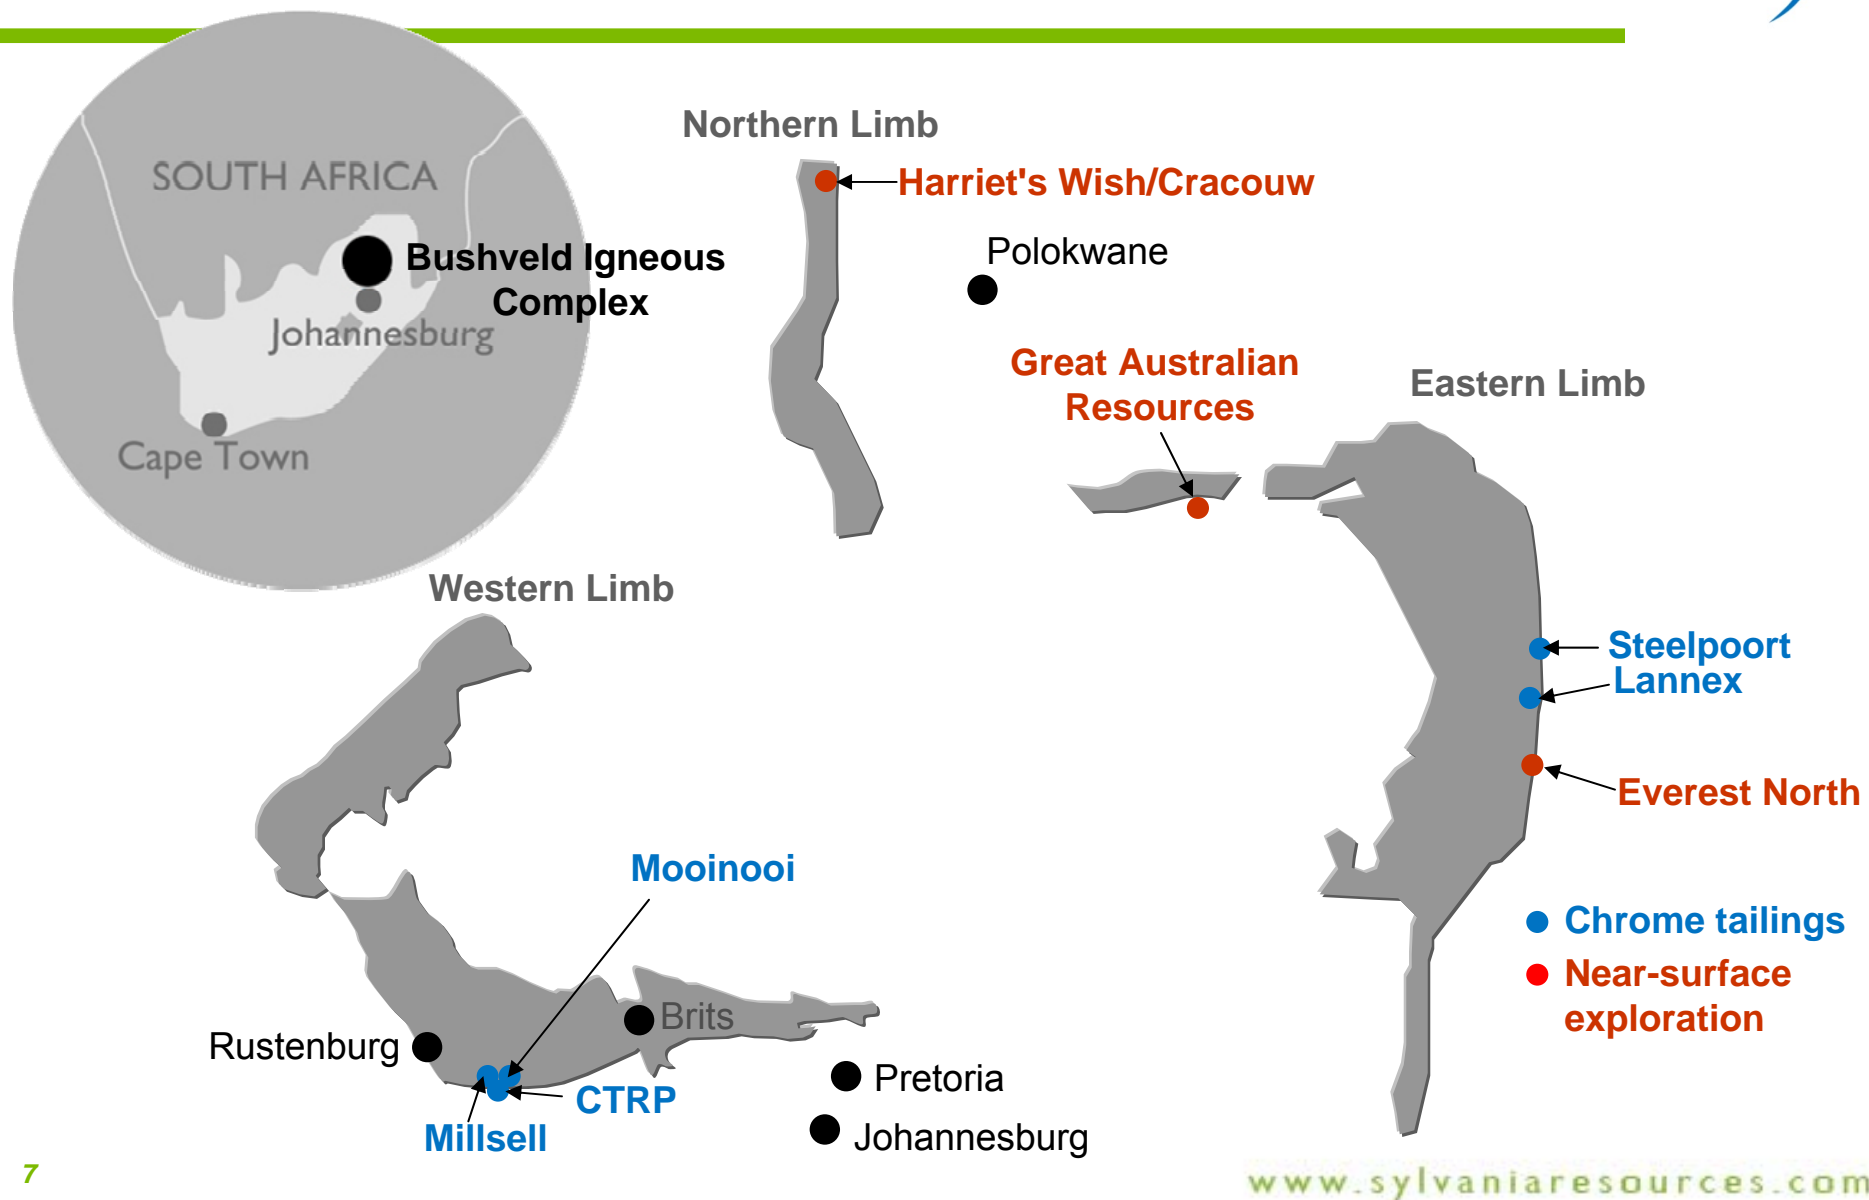 Northern Limb
SOUTH AFRICA
Harriet's Wish/Cracouw
Bushveld Igneous
Complex
Polokwane
Johannesburg
Great Australian
Resources
Eastern Limb
Cape Town
Western Limb
Steelpoort
Lannex
Everest North
Mooinooi
Chrome tailings
Near-surface
exploration
Brits
Rustenburg
Pretoria
CTRP
Millsell
Johannesburg
7
www.sylvaniaresources.com